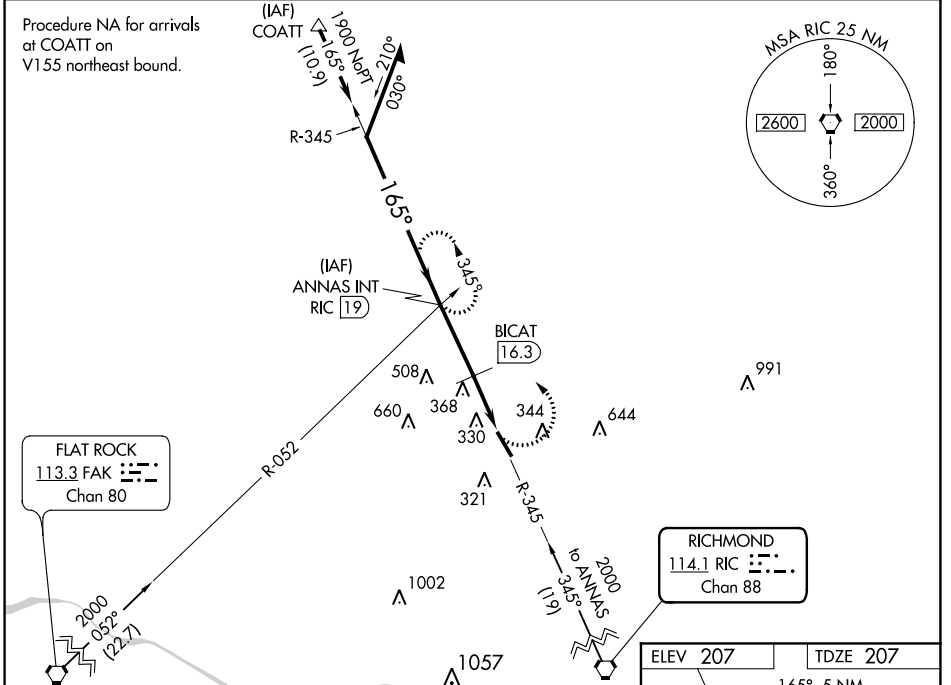 Procedure NA for arrivals
at COATT on
V155 northeast bound.
(IAF)
COATT
1900 NoPT
165°
(10.9)
210°
030°
R-345
165°
MSA RIC 25 NM
180°
2600
2000
360°
(IAF)
ANNAS INT
RIC 19
345°
BICAT
16.3
508
368
660
330
344
644
991
321
R-052
R-345
FLAT ROCK
113.3 FAK
Chan 80
2000
052°
(22.7)
1002
1057
2000
to ANNAS
345°
(19)
RICHMOND
114.1 RIC
Chan 88
ELEV 207
TDZE 207
165° 5 NM